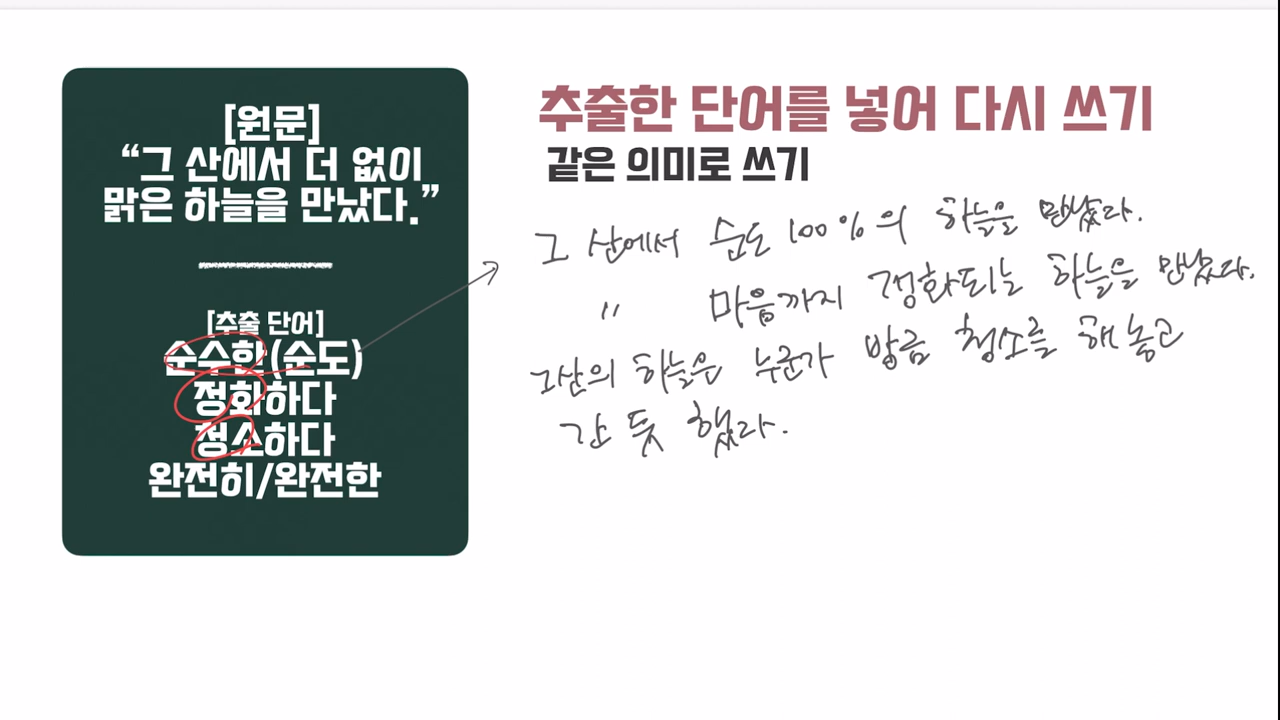 [원문]
“그 산에서 더 없이
맑은 하늘을 만났다.”
[추출 단어]
순수한(순도)
정화하다
청소하다
완전히/완전한
추출한 단어를 넣어 다시 쓰기
같은 의미로 쓰기
그 산에서 순도 100%의 하늘을 만났다.
〃 마음까지 정화되는 하늘을 만났다.
그산의 하늘은 누군가 방금 청소를 해 놓고
간 듯 했다.